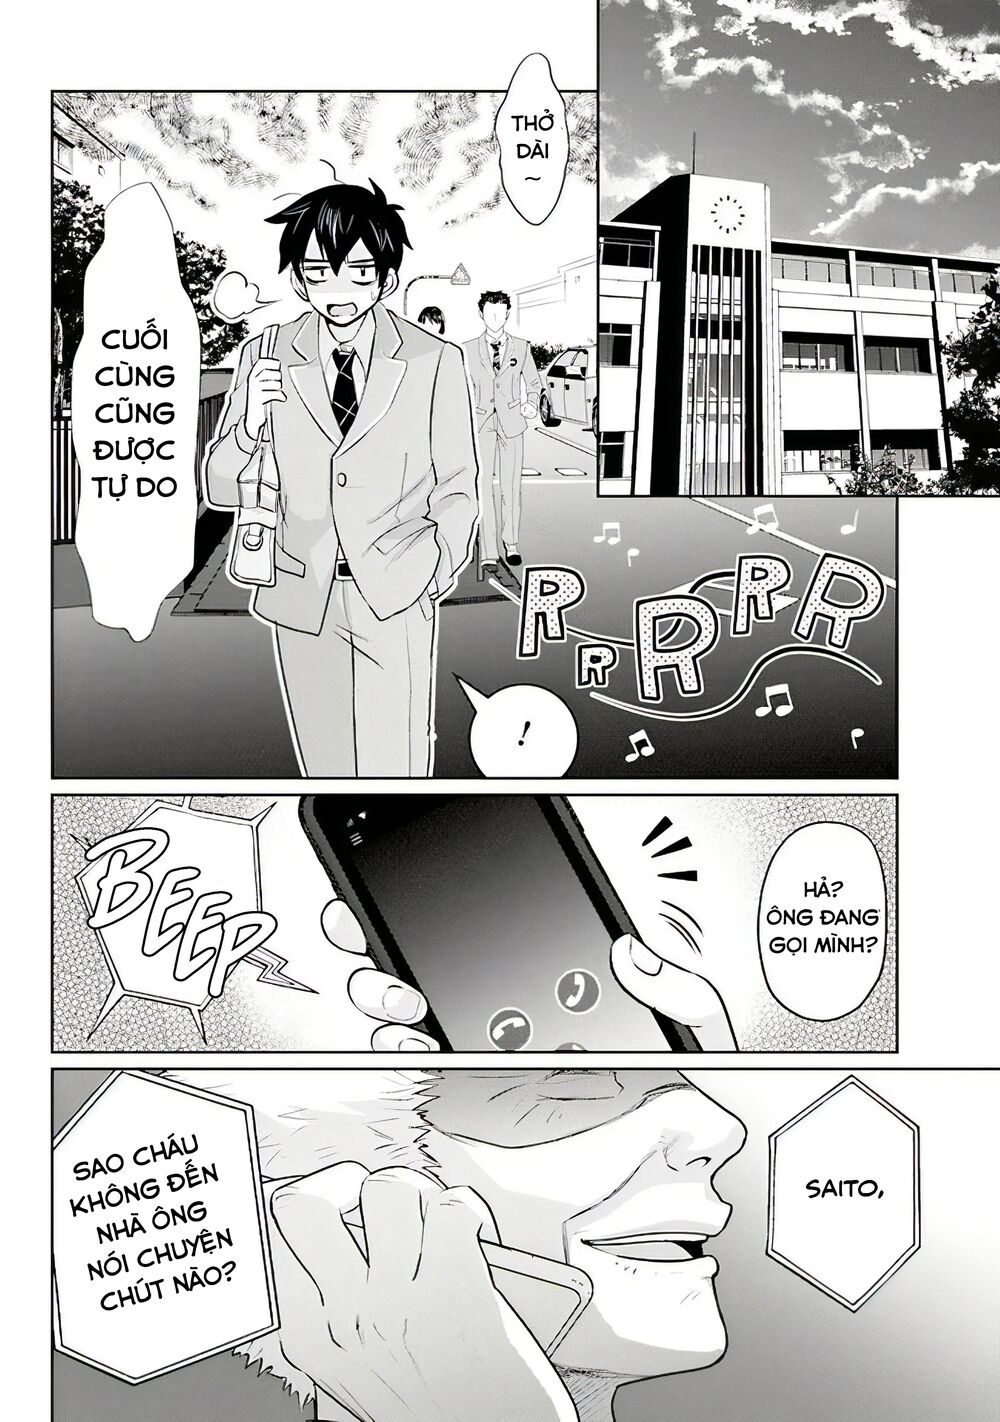 THỞ
DÀI
~
CUỐI
CÙNG
CŨNG
ĐƯỢC
TỰ DO
R R R R R
!
HẢ?
ÔNG ĐANG
GỌI MÌNH?
BEEP
SAITO,
SAO CHÁU
KHÔNG ĐẾN
NHÀ ÔNG
NÓI CHUYỆN
CHÚT NÀO?